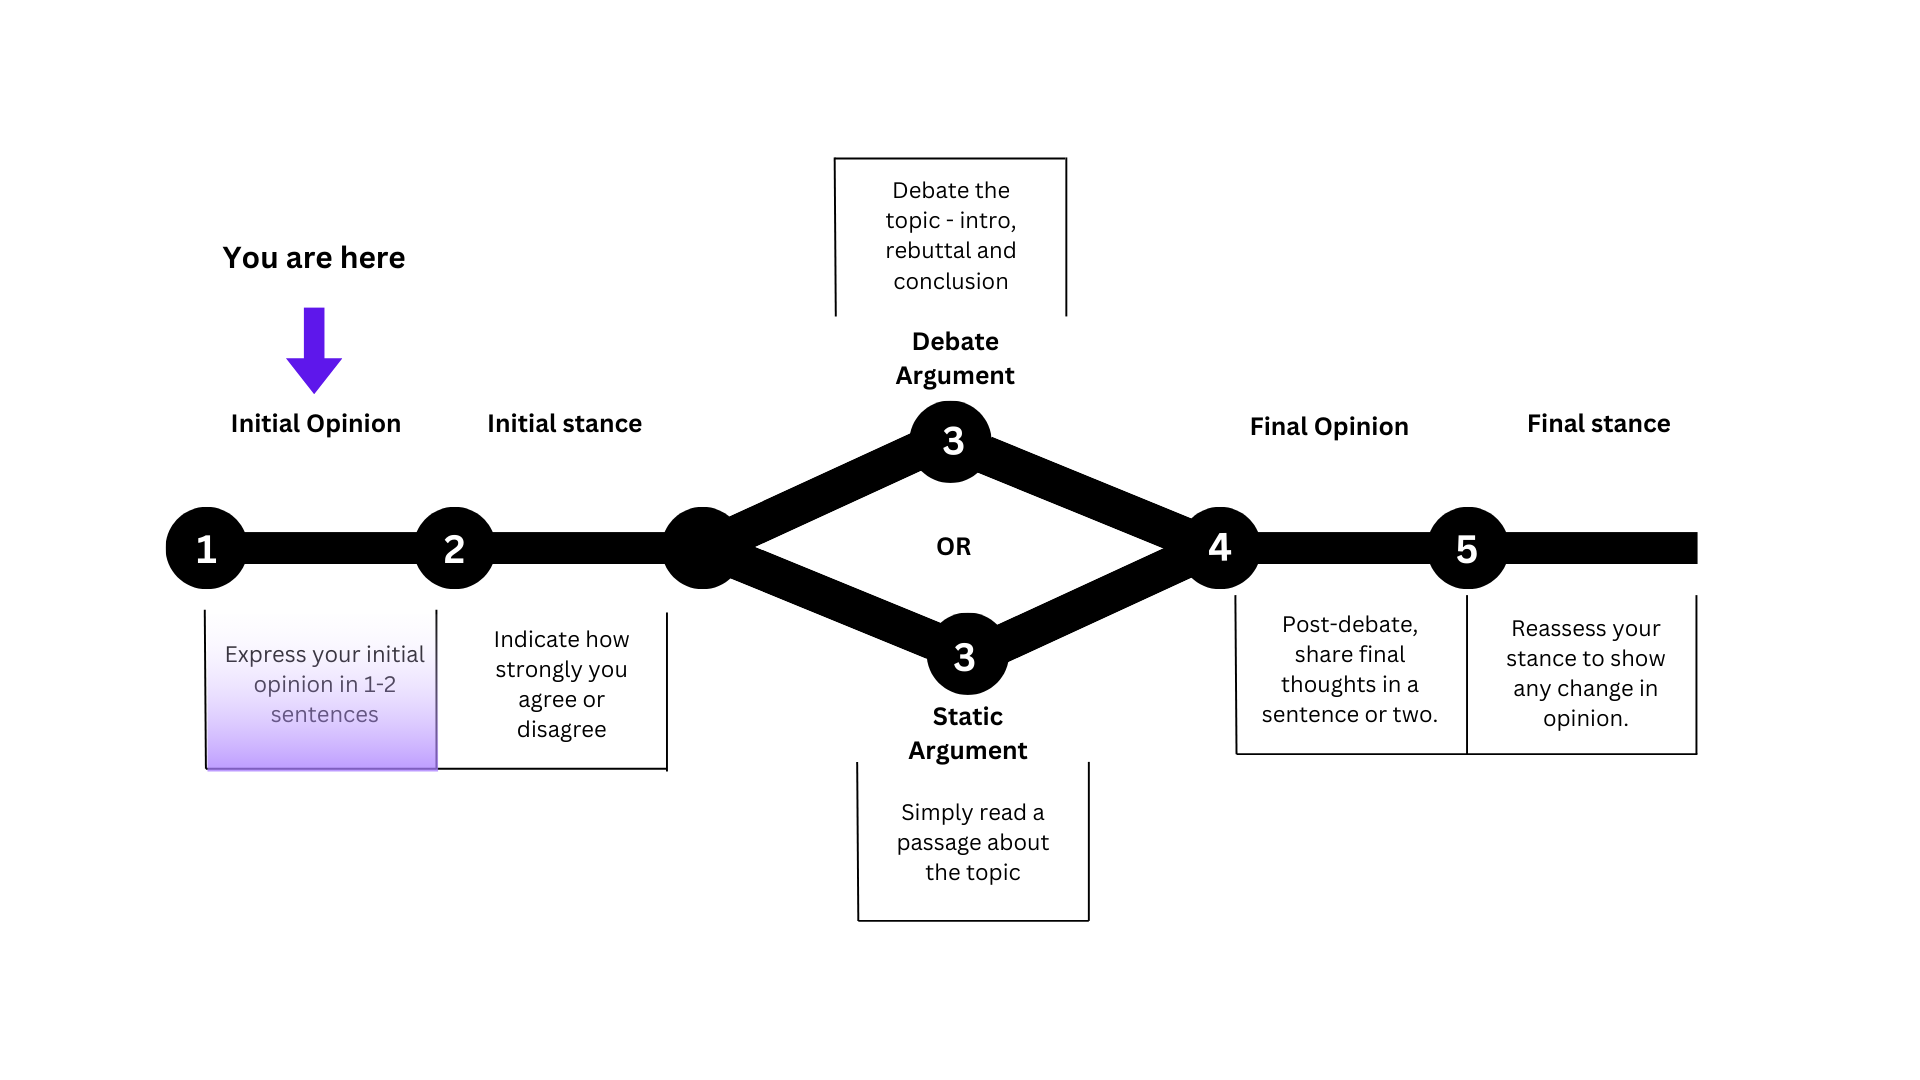 Debate the
topic - intro,
rebuttal and
conclusion
You are here
Debate
Argument
Initial Opinion
Initial stance
3
Final Opinion
Final stance
1
2
OR
4
5
Express your initial
opinion in 1-2
sentences
Indicate how
strongly you
agree or
disagree
3
Static
Argument
Simply read a
passage about
the topic
Post-debate,
share final
thoughts in a
sentence or two.
Reassess your
stance to show
any change in
opinion.